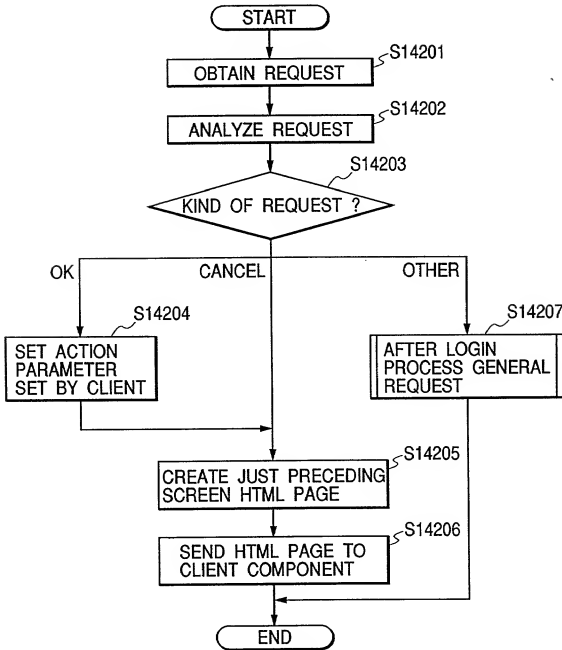 START
S14201
OBTAIN REQUEST
S14202
ANALYZE REQUEST
S14203
KIND OF REQUEST ?
OK
CANCEL
OTHER
S14204
SET ACTION
PARAMETER
SET BY CLIENT
S14207
AFTER LOGIN
PROCESS GENERAL
REQUEST
S14205
CREATE JUST PRECEDING
SCREEN HTML PAGE
S14206
SEND HTML PAGE TO
CLIENT COMPONENT
END